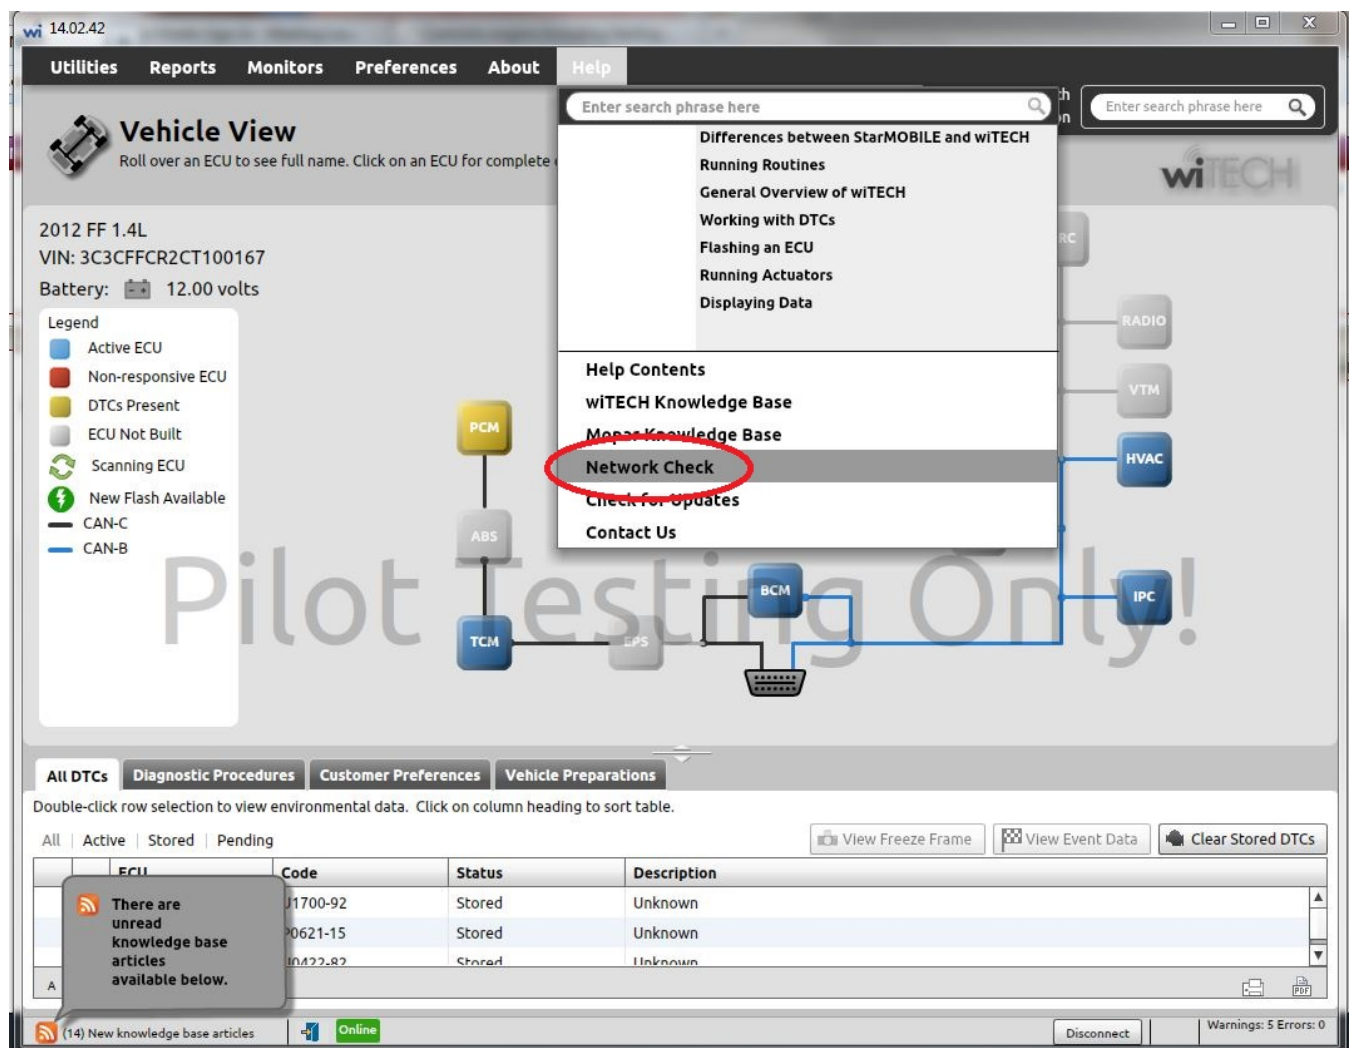 wi 14.02.42
Utilities Reports Monitors Preferences About Help
Enter search phrase here
Enter search phrase here
Vehicle View
Roll over an ECU to see full name. Click on an ECU for complete
wiTECH
Differences between StarMOBILE and wiTECH
Running Routines
General Overview of wiTECH
Working with DTCs
Flashing an ECU
Running Actuators
Displaying Data
Help Contents
wiTECH Knowledge Base
Mopar Knowledge Base
Network Check
Check for Updates
Contact Us
2012 FF 1.4L
VIN: 3C3CFFCR2CT100167
Battery: 12.00 volts
Legend
Active ECU
Non-responsive ECU
DTCs Present
ECU Not Built
Scanning ECU
New Flash Available
CAN-C
CAN-B
RC
RADIO
VTM
PCM
HVAC
ABS
BCM
IPC
TCM
EPS
Pilot Testing Only!
All DTCs Diagnostic Procedures Customer Preferences Vehicle Preparations
Double-click row selection to view environmental data. Click on column heading to sort table.
All | Active | Stored | Pending
View Freeze Frame View Event Data Clear Stored DTCs
ECU Code Status Description
U1700-92 Stored Unknown
P0621-15 Stored Unknown
U0422-82 Stored Unknown
A
PDF
There are
unread
knowledge base
articles
available below.
(14) New knowledge base articles Online Disconnect Warnings: 5 Errors: 0